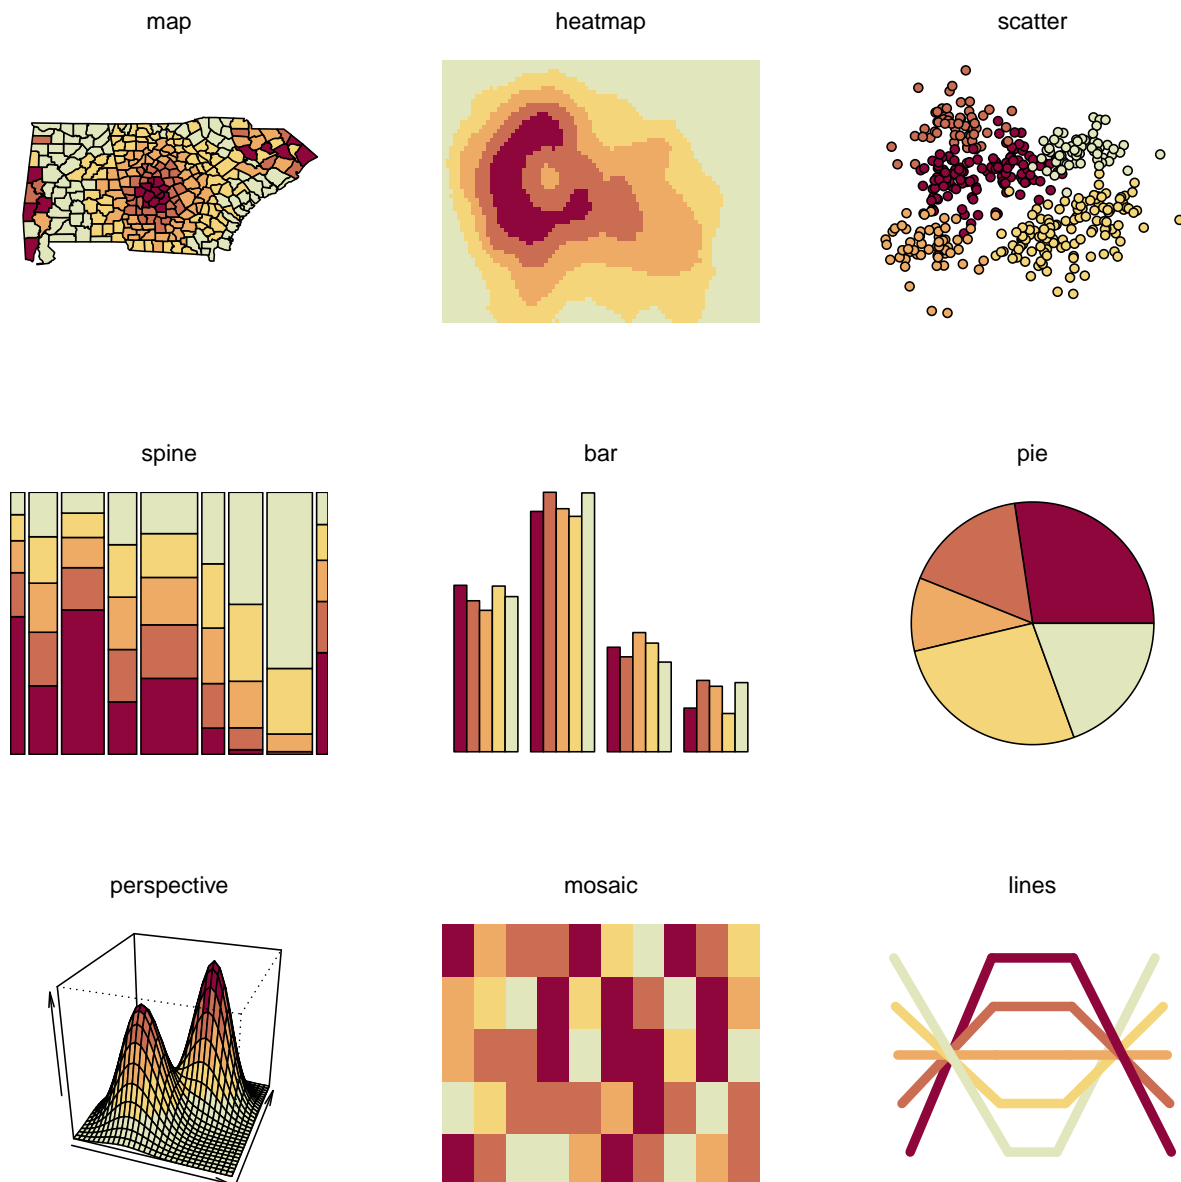 map
heatmap
scatter
spine
bar
pie
perspective
mosaic
lines